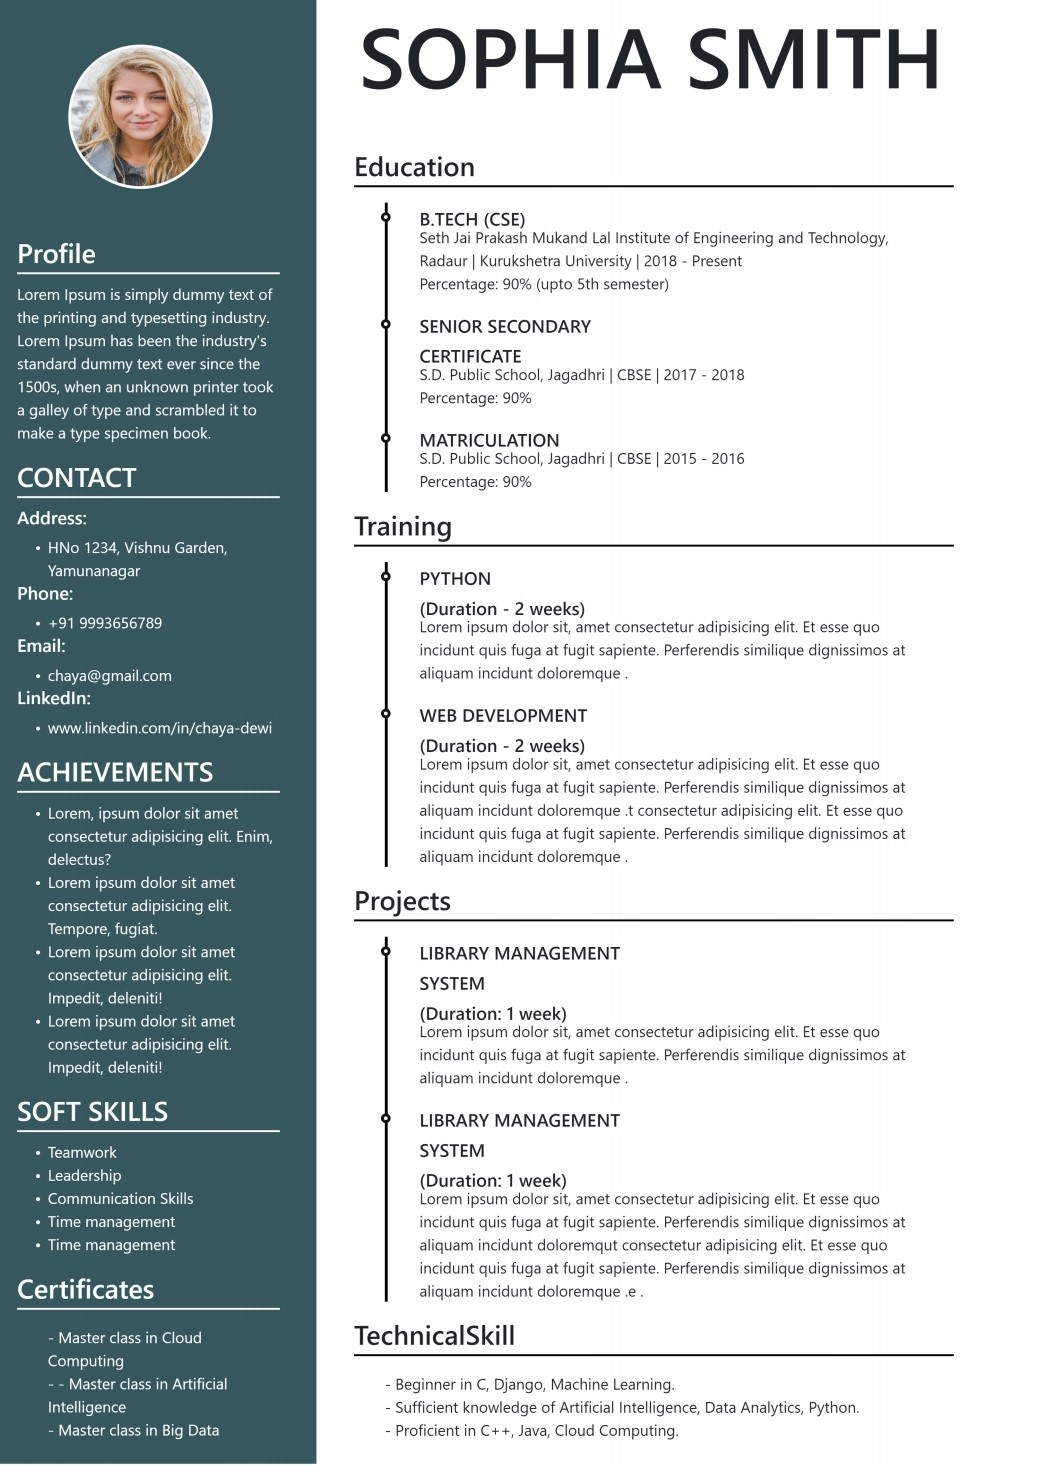 SOPHIA SMITH
Profile
Lorem Ipsum is simply dummy text of
the printing and typesetting industry.
Lorem Ipsum has been the industry's
standard dummy text ever since the
1500s, when an unknown printer took
a galley of type and scrambled it to
make a type specimen book.
CONTACT
Address:
• HNo 1234, Vishnu Garden,
Yamunanagar
Phone:
• +91 9993656789
Email:
• chaya@gmail.com
LinkedIn:
• www.linkedin.com/in/chaya-dewi
ACHIEVEMENTS
• Lorem, ipsum dolor sit amet
consectetur adipisicing elit. Enim,
delectus?
• Lorem ipsum dolor sit amet
consectetur adipisicing elit.
Tempore, fugiat.
• Lorem ipsum dolor sit amet
consectetur adipisicing elit.
Impedit, deleniti!
• Lorem ipsum dolor sit amet
consectetur adipisicing elit.
Impedit, deleniti!
SOFT SKILLS
• Teamwork
• Leadership
• Communication Skills
• Time management
• Time management
Certificates
- Master class in Cloud
Computing
- - Master class in Artificial
Intelligence
- Master class in Big Data
Education
B.TECH (CSE)
Seth Jai Prakash Mukand Lal Institute of Engineering and Technology,
Radaur | Kurukshetra University | 2018 - Present
Percentage: 90% (upto 5th semester)
SENIOR SECONDARY
CERTIFICATE
S.D. Public School, Jagadhri | CBSE | 2017 - 2018
Percentage: 90%
MATRICULATION
S.D. Public School, Jagadhri | CBSE | 2015 - 2016
Percentage: 90%
Training
PYTHON
(Duration - 2 weeks)
Lorem ipsum dolor sit, amet consectetur adipisicing elit. Et esse quo
incidunt quis fuga at fugit sapiente. Perferendis similique dignissimos at
aliquam incidunt doloremque .
WEB DEVELOPMENT
(Duration - 2 weeks)
Lorem ipsum dolor sit, amet consectetur adipisicing elit. Et esse quo
incidunt quis fuga at fugit sapiente. Perferendis similique dignissimos at
aliquam incidunt doloremque .t consectetur adipisicing elit. Et esse quo
incidunt quis fuga at fugit sapiente. Perferendis similique dignissimos at
aliquam incidunt doloremque .
Projects
LIBRARY MANAGEMENT
SYSTEM
(Duration: 1 week)
Lorem ipsum dolor sit, amet consectetur adipisicing elit. Et esse quo
incidunt quis fuga at fugit sapiente. Perferendis similique dignissimos at
aliquam incidunt doloremque .
LIBRARY MANAGEMENT
SYSTEM
(Duration: 1 week)
Lorem ipsum dolor sit, amet consectetur adipisicing elit. Et esse quo
incidunt quis fuga at fugit sapiente. Perferendis similique dignissimos at
aliquam incidunt doloremqut consectetur adipisicing elit. Et esse quo
incidunt quis fuga at fugit sapiente. Perferendis similique dignissimos at
aliquam incidunt doloremque .e .
TechnicalSkill
- Beginner in C, Django, Machine Learning.
- Sufficient knowledge of Artificial Intelligence, Data Analytics, Python.
- Proficient in C++, Java, Cloud Computing.